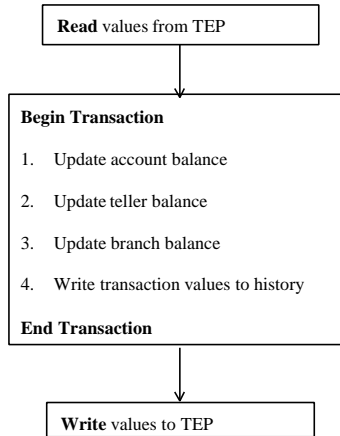 Read values from TEP
Begin Transaction
1. Update account balance
2. Update teller balance
3. Update branch balance
4. Write transaction values to history
End Transaction
Write values to TEP